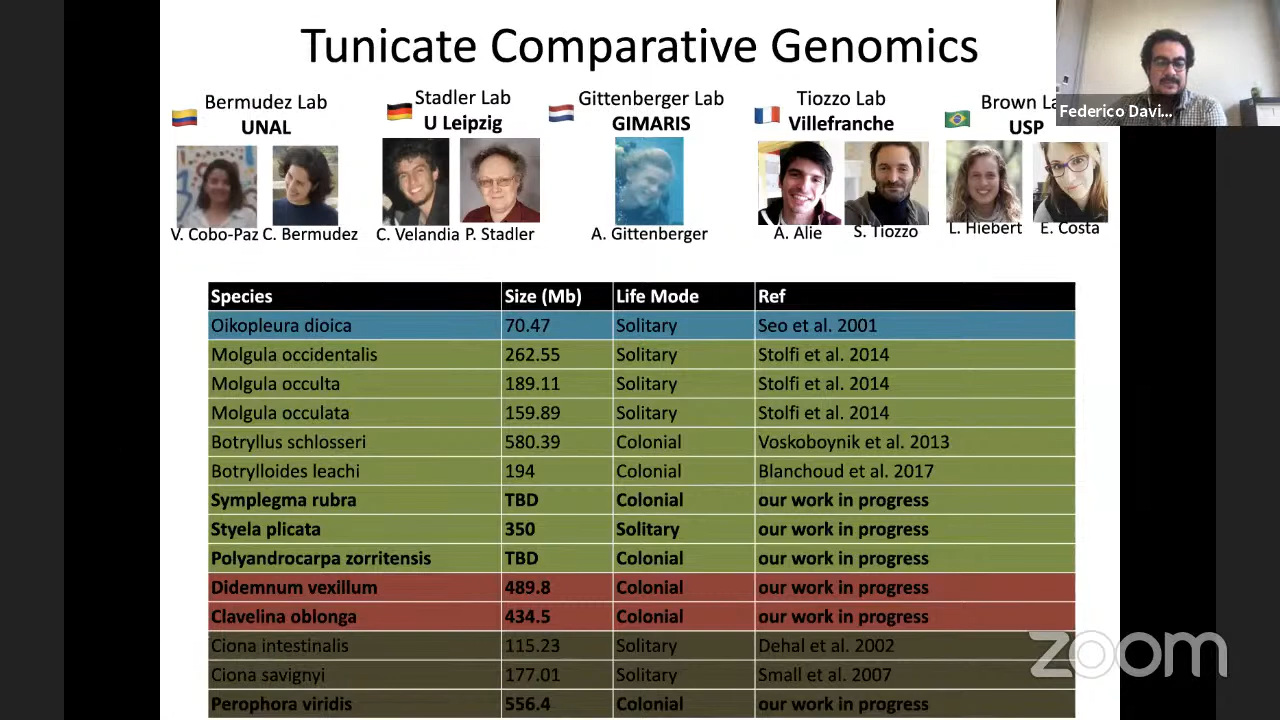 Tunicate Comparative Genomics
Bermudez Lab
UNAL
Stadler Lab
U Leipzig
Gittenberger Lab
GIMARIS
Tiozzo Lab
Villefranche
Brown
USP
Federico Davi...
V. Cobo-Paz C. Bermudez
C. Velandia P. Stadler
A. Gittenberger
A. Alie
S. Tiozzo
L. Hiebert
E. Costa
Species Size (Mb) Life Mode Ref
Oikopleura dioica 70.47 Solitary Seo et al. 2001
Molgula occidentalis 262.55 Solitary Stolfi et al. 2014
Molgula occulta 189.11 Solitary Stolfi et al. 2014
Molgula occulata 159.89 Solitary Stolfi et al. 2014
Botryllus schlosseri 580.39 Colonial Voskoboynik et al. 2013
Botrylloides leachi 194 Colonial Blanchoud et al. 2017
Symplegma rubra TBD Colonial our work in progress
Styela plicata 350 Solitary our work in progress
Polyandrocarpa zorritensis TBD Colonial our work in progress
Didemnum vexillum 489.8 Colonial our work in progress
Clavelina oblonga 434.5 Colonial our work in progress
Ciona intestinalis 115.23 Solitary Dehal et al. 2002
Ciona savignyi 177.01 Solitary Small et al. 2007
Perophora viridis 556.4 Colonial our work in progress
zoom